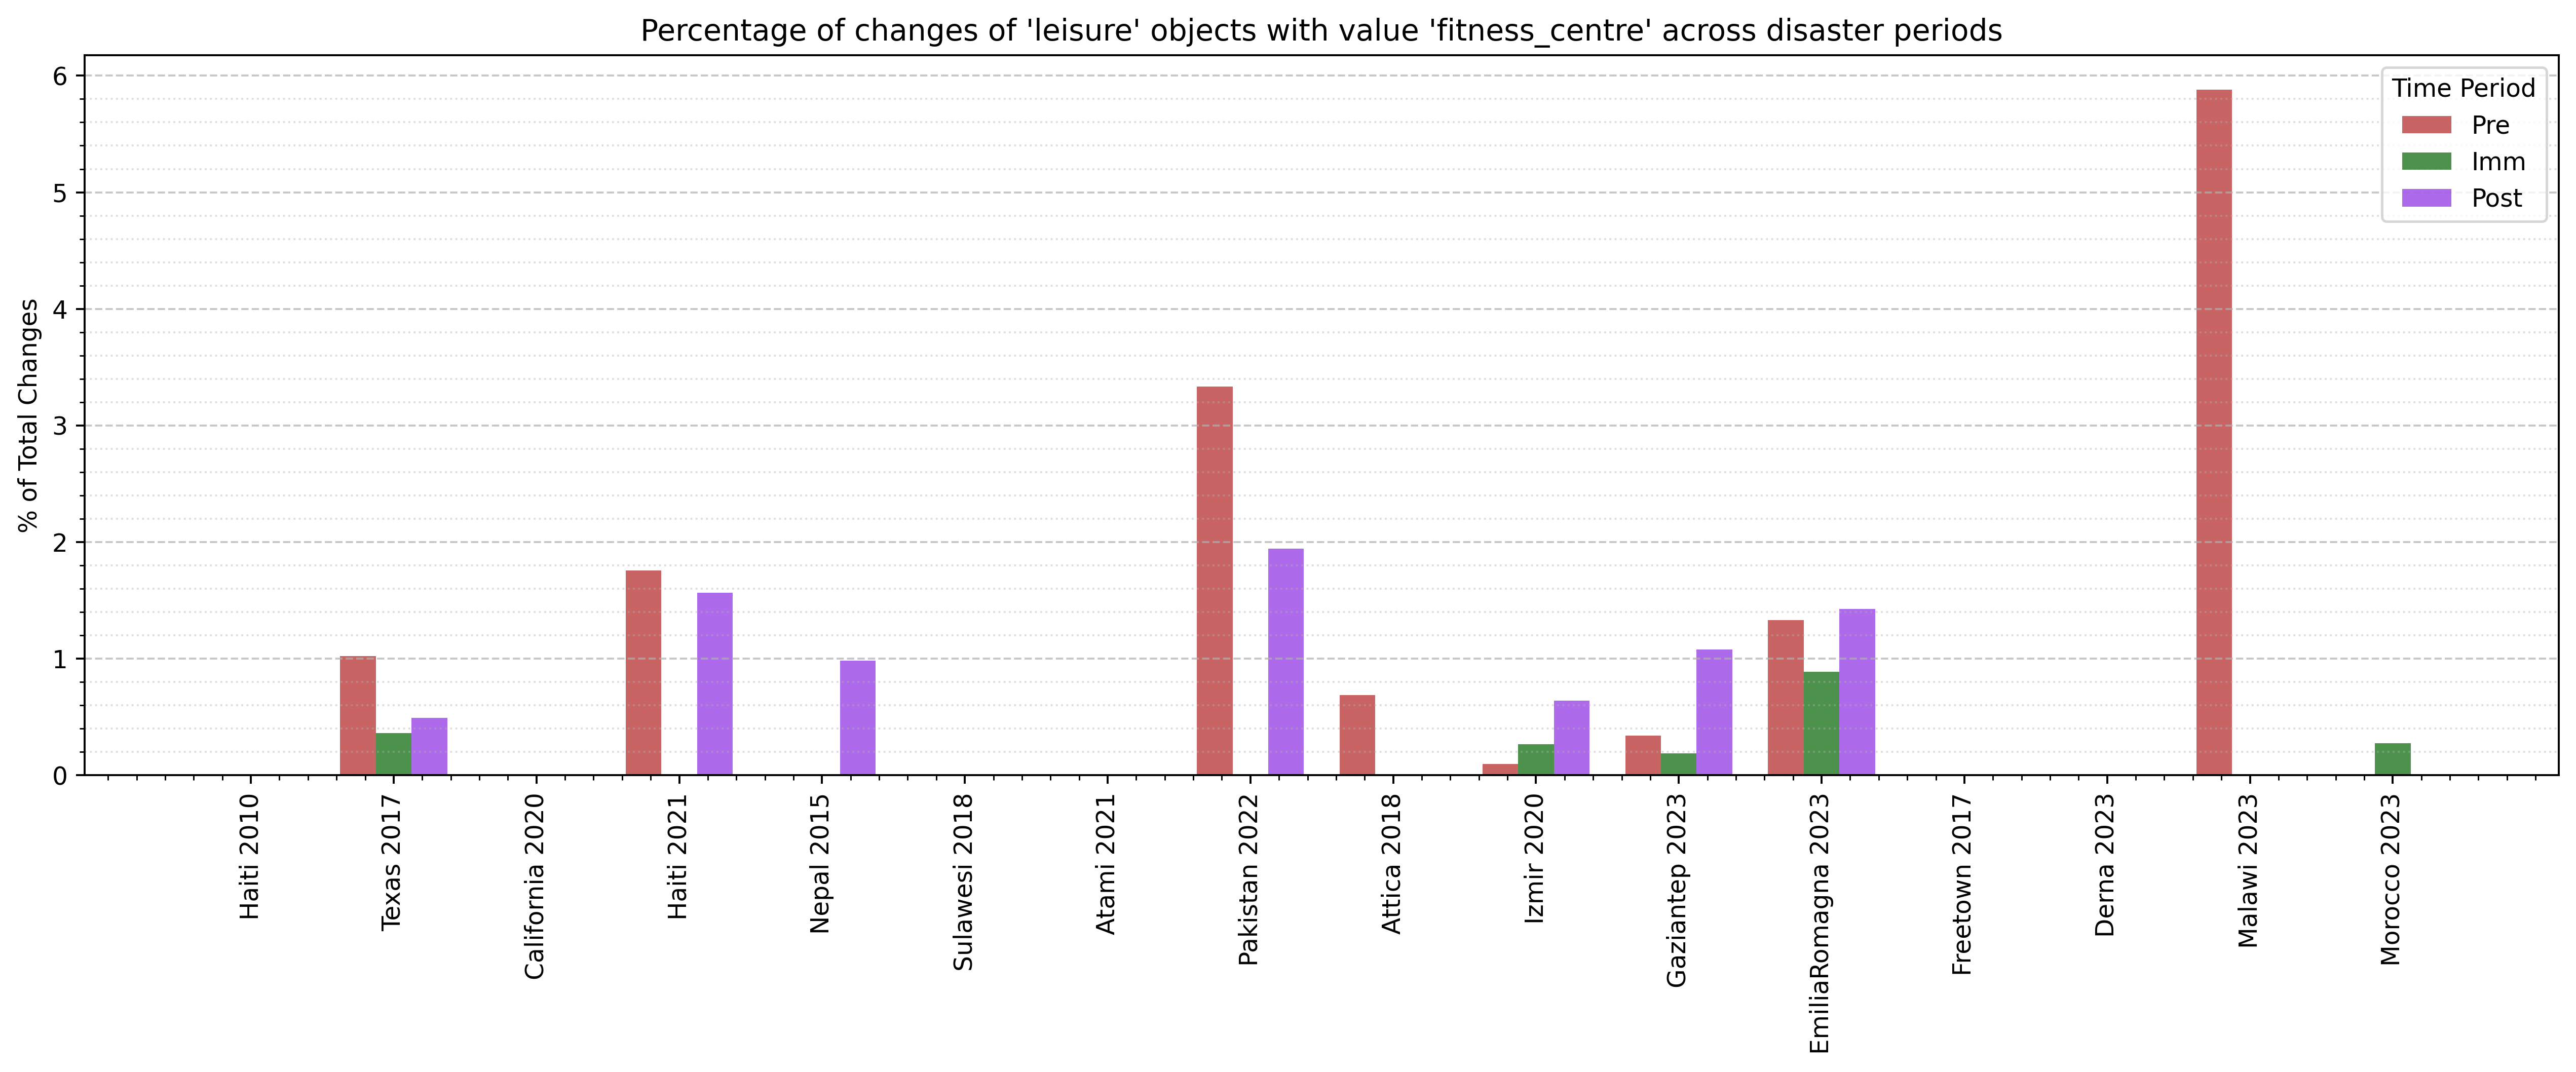 Percentage of changes of 'leisure' objects with value 'fitness_centre' across disaster periods
% of Total Changes
6
5
4
3
2
1
0
Time Period
Pre
Imm
Post
Haiti 2010
Texas 2017
California 2020
Haiti 2021
Nepal 2015
Sulawesi 2018
Atami 2021
Pakistan 2022
Attica 2018
Izmir 2020
Gaziantep 2023
EmiliaRomagna 2023
Freetown 2017
Derna 2023
Malawi 2023
Morocco 2023